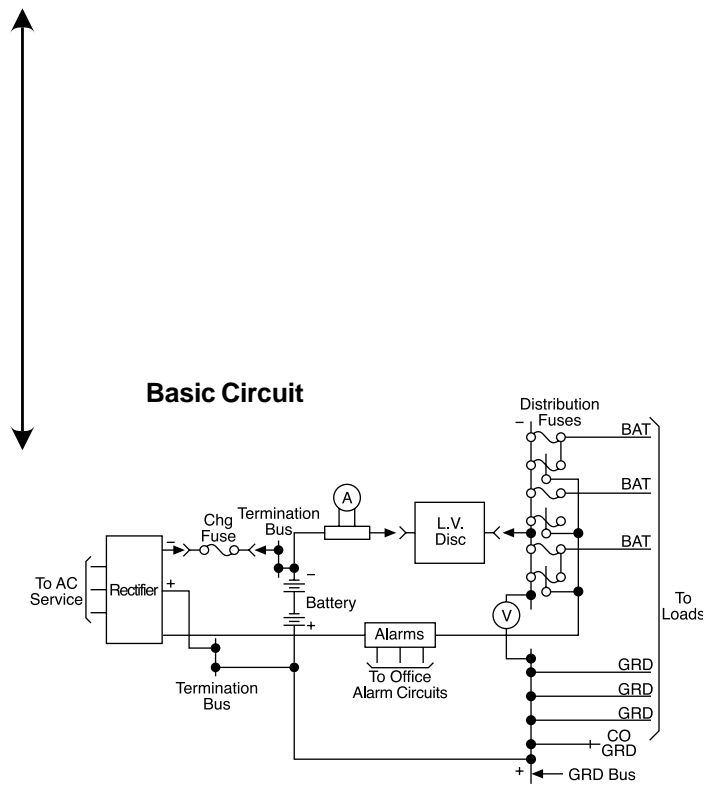 Basic Circuit
Distribution
Fuses
−
BAT
A
BAT
Chg
Fuse
Termination
Bus
L.V.
Disc
−
BAT
To AC
Service
Rectifier
+
−
Battery
+
V
To
Loads
Alarms
To Office
Alarm Circuits
Termination
Bus
GRD
GRD
GRD
CO
GRD
+
GRD Bus